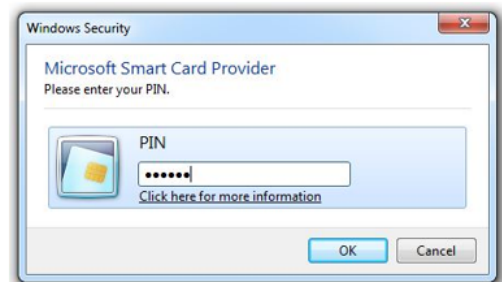 Windows Security
Microsoft Smart Card Provider
Please enter your PIN.
PIN
••••••
Click here for more information
OK
Cancel